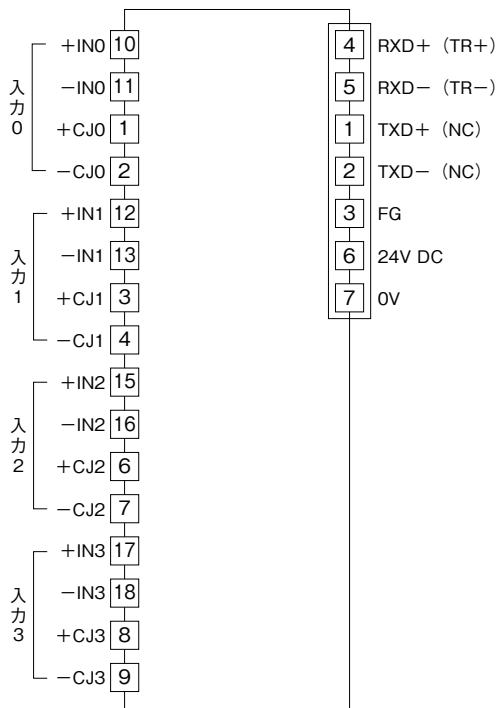 入力0
+IN0 10
−IN0 11
+CJ0 1
−CJ0 2
入力1
+IN1 12
−IN1 13
+CJ1 3
−CJ1 4
入力2
+IN2 15
−IN2 16
+CJ2 6
−CJ2 7
入力3
+IN3 17
−IN3 18
+CJ3 8
−CJ3 9
4 RXD+（TR+）
5 RXD−（TR−）
1 TXD+（NC）
2 TXD−（NC）
3 FG
6 24V DC
7 0V